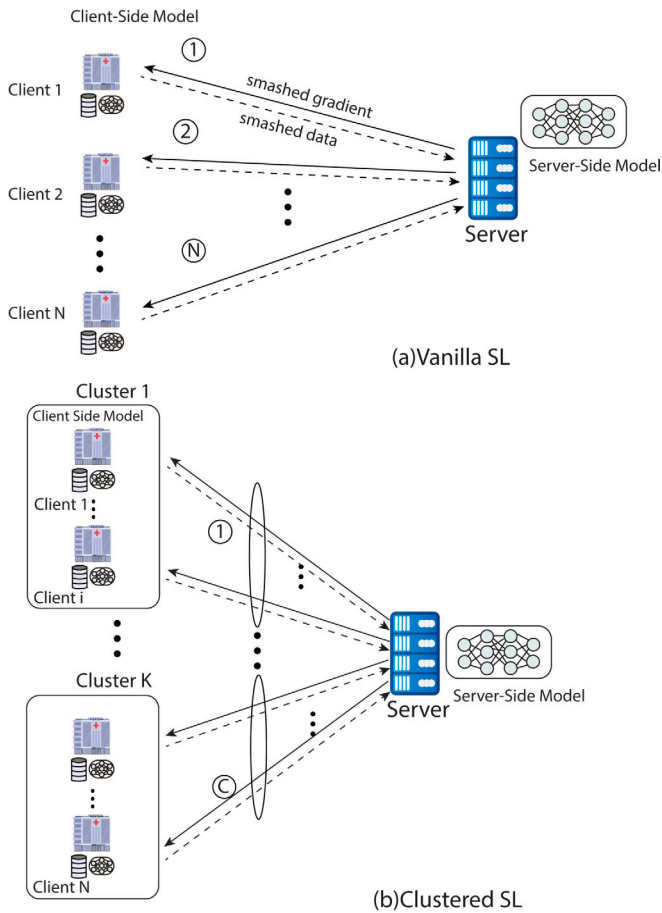 Client-Side Model
1
Client 1
smashed gradient
smashed data
2
Server-Side Model
Client 2
Server
N
Client N
(a)Vanilla SL
Cluster 1
Client Side Model
Client 1
1
Client i
Cluster K
Server
Server-Side Model
C
Client N
(b)Clustered SL